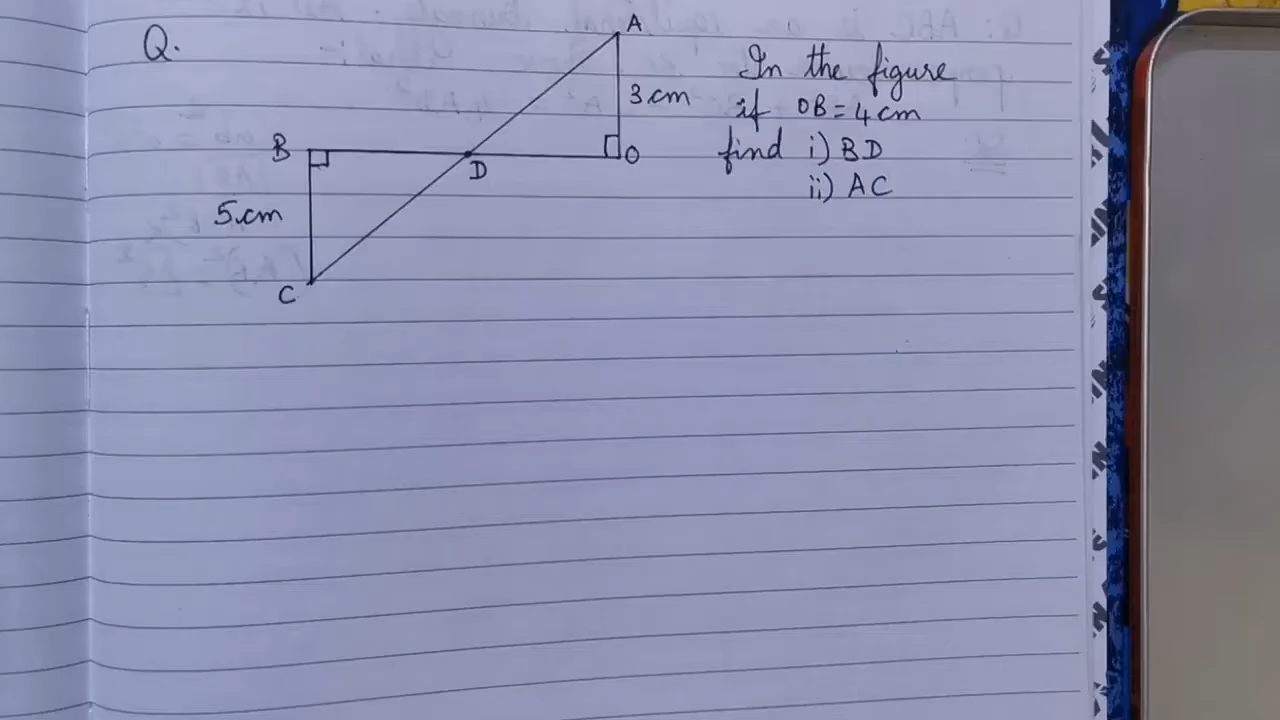 Q.
A
3 cm
B
D
O
5 cm
C
In the figure
if OB = 4 cm
find i) BD
ii) AC